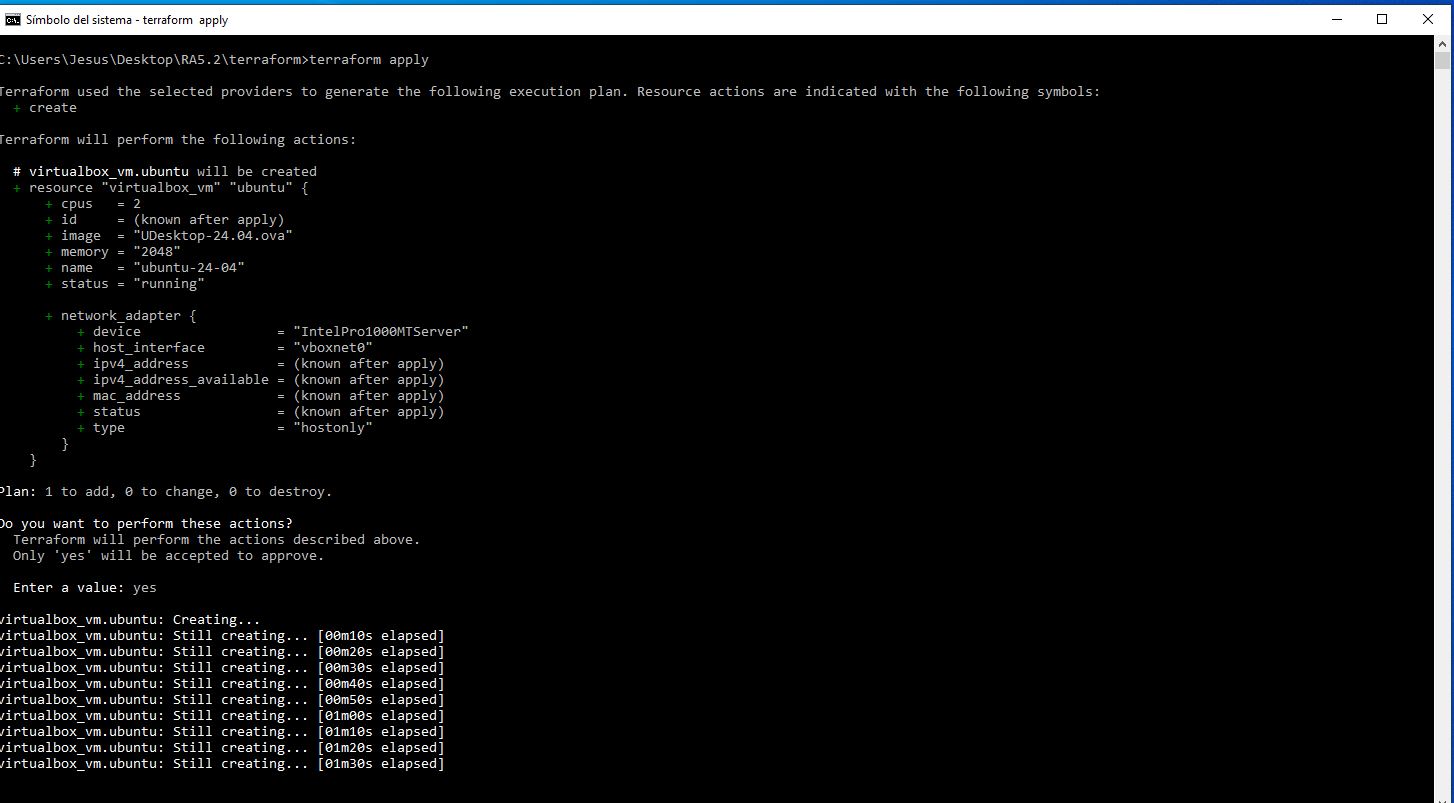 Símbolo del sistema - terraform  apply
C:\Users\Jesus\Desktop\RA5.2\terraform>terraform apply
Terraform used the selected providers to generate the following execution plan. Resource actions are indicated with the following symbols:
+ create
Terraform will perform the following actions:
# virtualbox_vm.ubuntu will be created
+ resource "virtualbox_vm" "ubuntu" {
+ cpus   = 2
+ id     = (known after apply)
+ image  = "UDesktop-24.04.ova"
+ memory = "2048"
+ name   = "ubuntu-24-04"
+ status = "running"
+ network_adapter {
+ device                 = "IntelPro1000MTServer"
+ host_interface         = "vboxnet0"
+ ipv4_address           = (known after apply)
+ ipv4_address_available = (known after apply)
+ mac_address            = (known after apply)
+ status                 = (known after apply)
+ type                   = "hostonly"
}
}
Plan: 1 to add, 0 to change, 0 to destroy.
Do you want to perform these actions?
Terraform will perform the actions described above.
Only 'yes' will be accepted to approve.
Enter a value: yes
virtualbox_vm.ubuntu: Creating...
virtualbox_vm.ubuntu: Still creating... [00m10s elapsed]
virtualbox_vm.ubuntu: Still creating... [00m20s elapsed]
virtualbox_vm.ubuntu: Still creating... [00m30s elapsed]
virtualbox_vm.ubuntu: Still creating... [00m40s elapsed]
virtualbox_vm.ubuntu: Still creating... [00m50s elapsed]
virtualbox_vm.ubuntu: Still creating... [01m00s elapsed]
virtualbox_vm.ubuntu: Still creating... [01m10s elapsed]
virtualbox_vm.ubuntu: Still creating... [01m20s elapsed]
virtualbox_vm.ubuntu: Still creating... [01m30s elapsed]